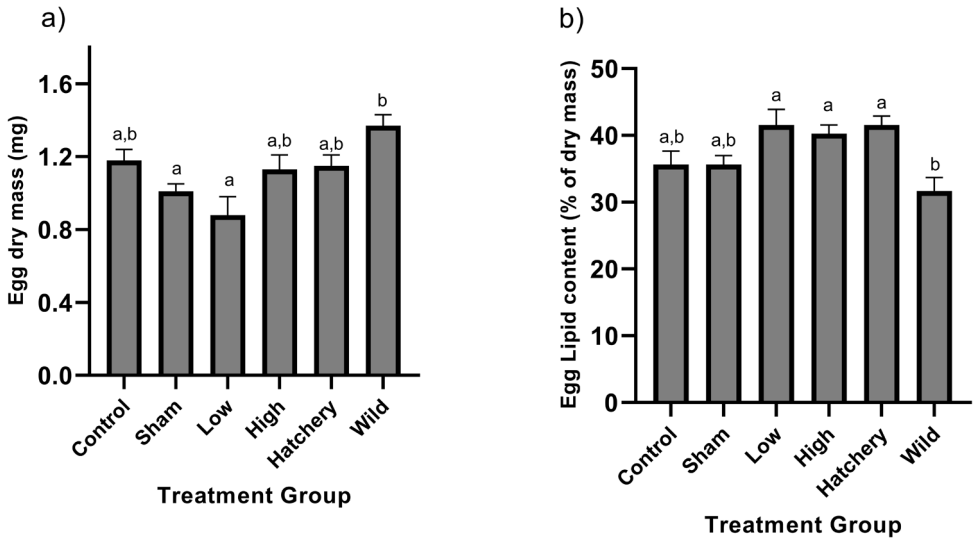 a)
Egg dry mass (mg)
1.6
1.2
0.8
0.4
0.0
a,b
a
a
a,b
a,b
b
Control
Sham
Low
High
Hatchery
Wild
Treatment Group
b)
Egg Lipid content (% of dry mass)
50
40
30
20
10
0
a,b
a,b
a
a
a
b
Control
Sham
Low
High
Hatchery
Wild
Treatment Group